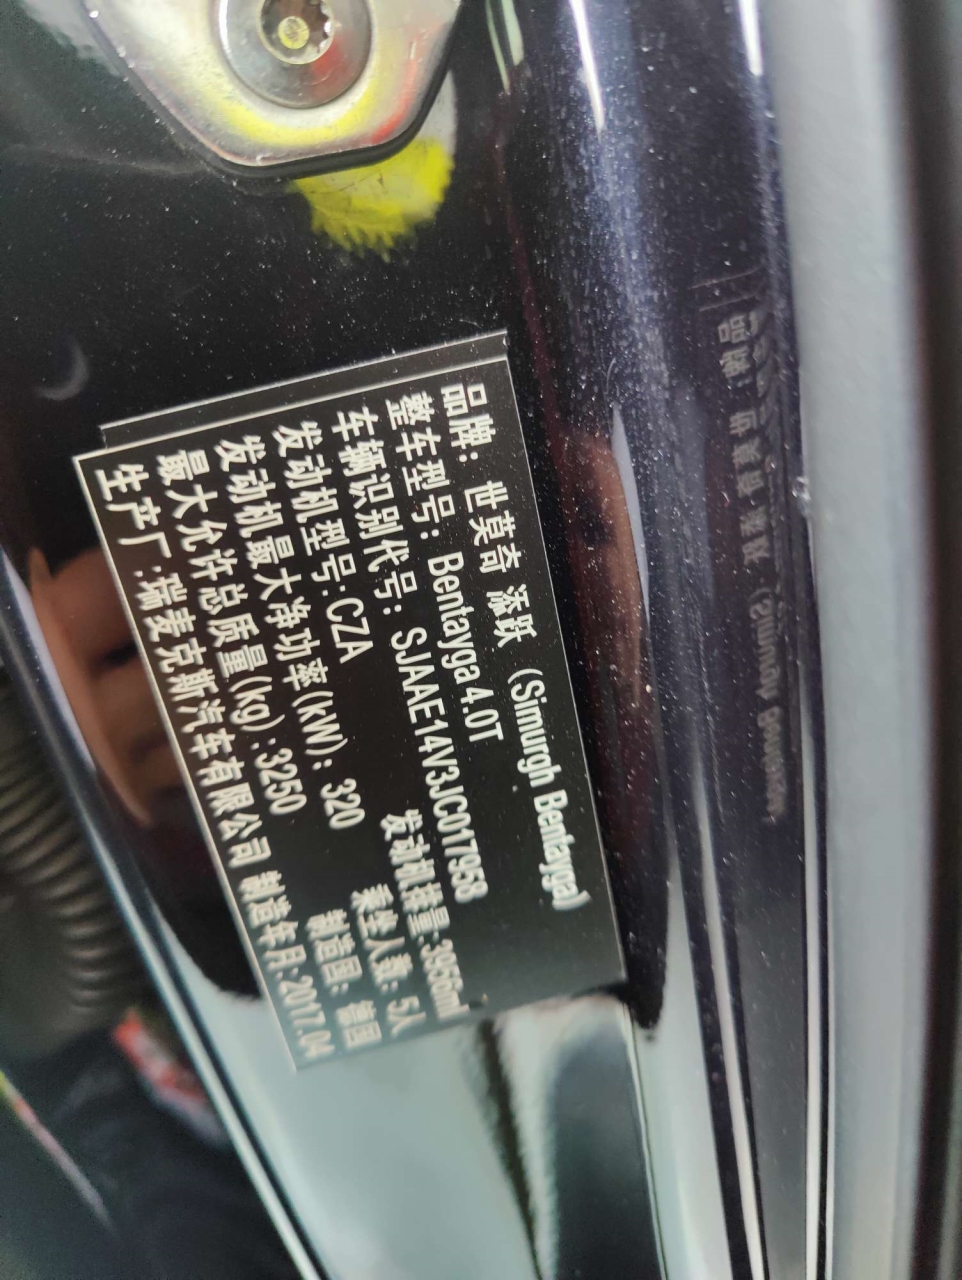 品牌：世莫奇 添跃（Simurgh Bentayga）
整车型号：Bentayga 4.0T
车辆识别代号：SJAAE14V3JC017958
发动机型号:CZA 发动机排量:3956ml
发动机最大净功率(kW)：320 乘坐人数：5人
最大允许总质量(kg):3250 制造国：德国
生产厂:瑞麦克斯汽车有限公司 制造年月:2017.04